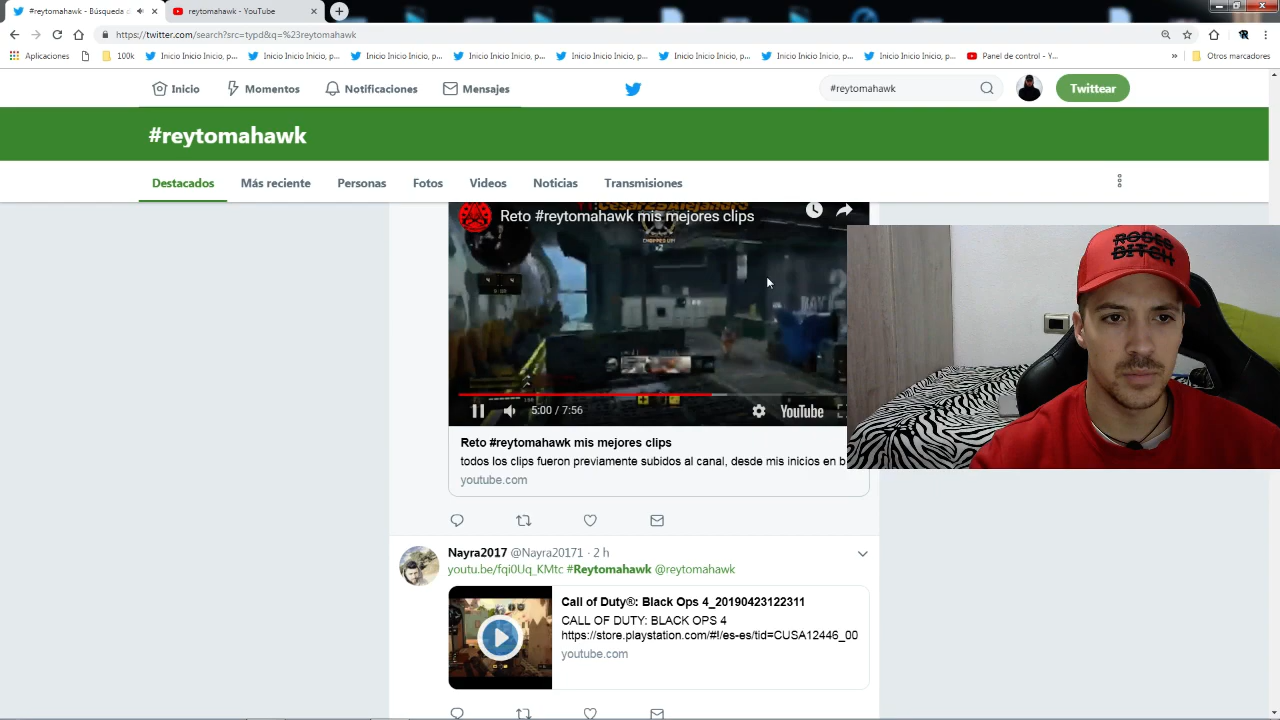 #reytomahawk - Búsqueda d
reytomahawk - YouTube
https://twitter.com/search?src=typd&q=%23reytomahawk
Aplicaciones
100k
Inicio Inicio Inicio, p...
Inicio Inicio Inicio, p...
Inicio Inicio Inicio, p...
Inicio Inicio Inicio, p...
Inicio Inicio Inicio, p...
Inicio Inicio Inicio, p...
Inicio Inicio Inicio, p...
Inicio Inicio Inicio, p...
Panel de control - Y...
»
Otros marcadores
Inicio
Momentos
Notificaciones
Mensajes
#reytomahawk
Twittear
#reytomahawk
Destacados
Más reciente
Personas
Fotos
Videos
Noticias
Transmisiones
Reto #reytomahawk mis mejores clips
CHOPPED UP!
x2
5:00 / 7:56
YouTube
Reto #reytomahawk mis mejores clips
todos los clips fueron previamente subidos al canal, desde mis inicios en b
youtube.com
RODEO
BITCH
Nayra2017 @Nayra20171 · 2 h
youtu.be/fqi0Uq_KMtc #Reytomahawk @reytomahawk
Call of Duty®: Black Ops 4_20190423122311
CALL OF DUTY: BLACK OPS 4
https://store.playstation.com/#!/es-es/tid=CUSA12446_00
youtube.com